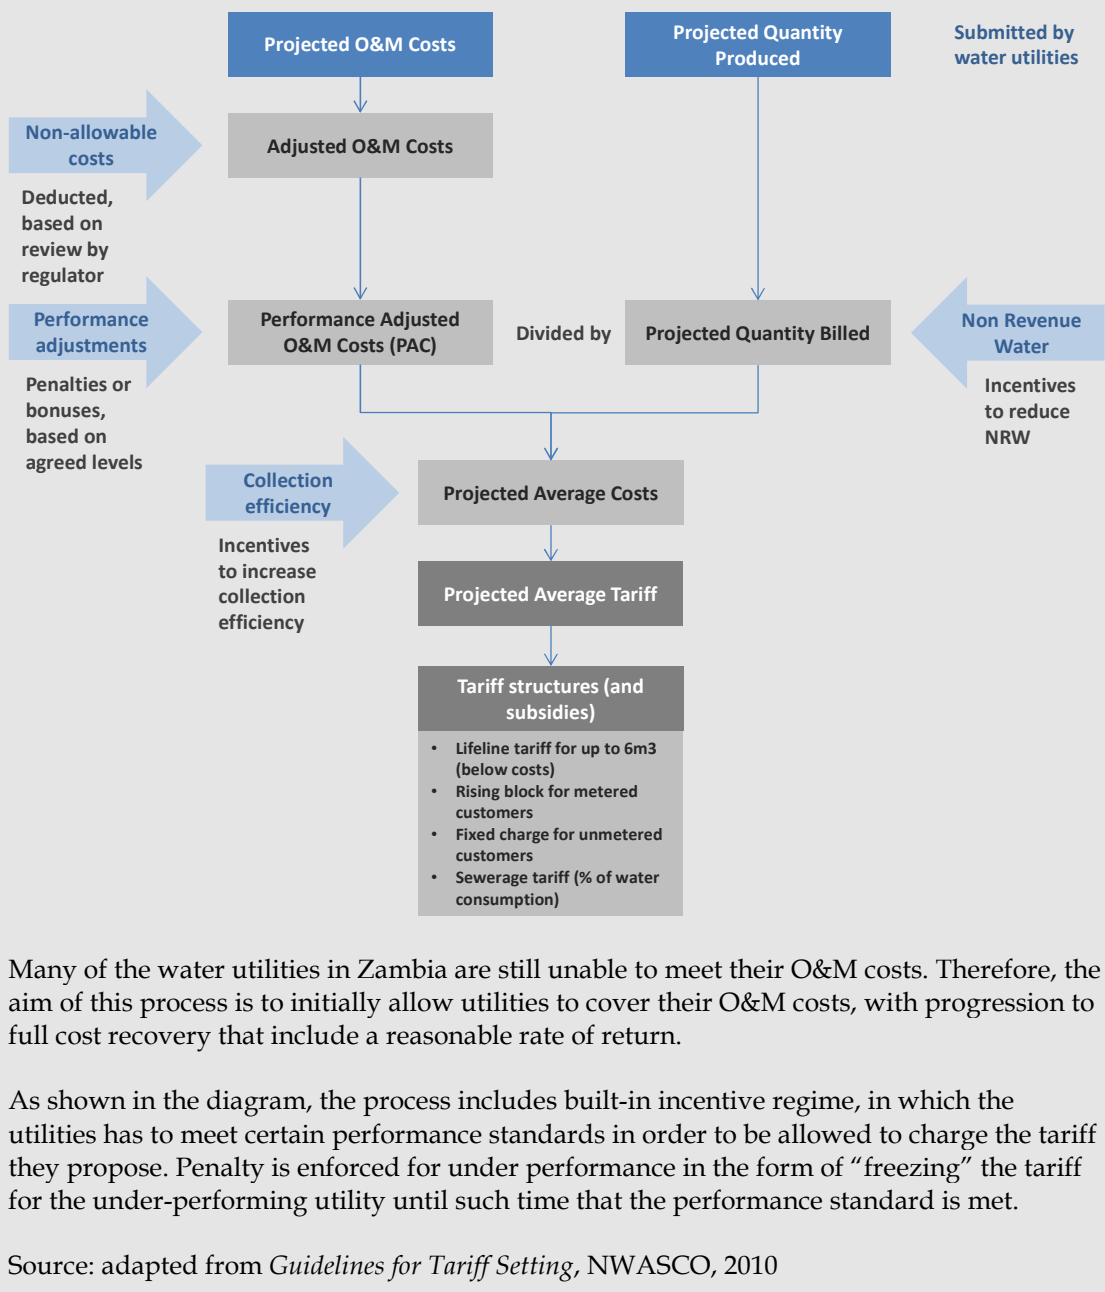 Projected O&M Costs
Projected Quantity
Produced
Submitted by
water utilities
Non-allowable
costs
Adjusted O&M Costs
Deducted,
based on
review by
regulator
Performance
adjustments
Performance Adjusted
O&M Costs (PAC)
Divided by
Projected Quantity Billed
Non Revenue
Water
Penalties or
bonuses,
based on
agreed levels
Incentives
to reduce
NRW
Collection
efficiency
Projected Average Costs
Incentives
to increase
collection
efficiency
Projected Average Tariff
Tariff structures (and
subsidies)
• Lifeline tariff for up to 6m3
(below costs)
• Rising block for metered
customers
• Fixed charge for unmetered
customers
• Sewerage tariff (% of water
consumption)
Many of the water utilities in Zambia are still unable to meet their O&M costs. Therefore, the
aim of this process is to initially allow utilities to cover their O&M costs, with progression to
full cost recovery that include a reasonable rate of return.
As shown in the diagram, the process includes built-in incentive regime, in which the
utilities has to meet certain performance standards in order to be allowed to charge the tariff
they propose. Penalty is enforced for under performance in the form of “freezing” the tariff
for the under-performing utility until such time that the performance standard is met.
Source: adapted from Guidelines for Tariff Setting, NWASCO, 2010